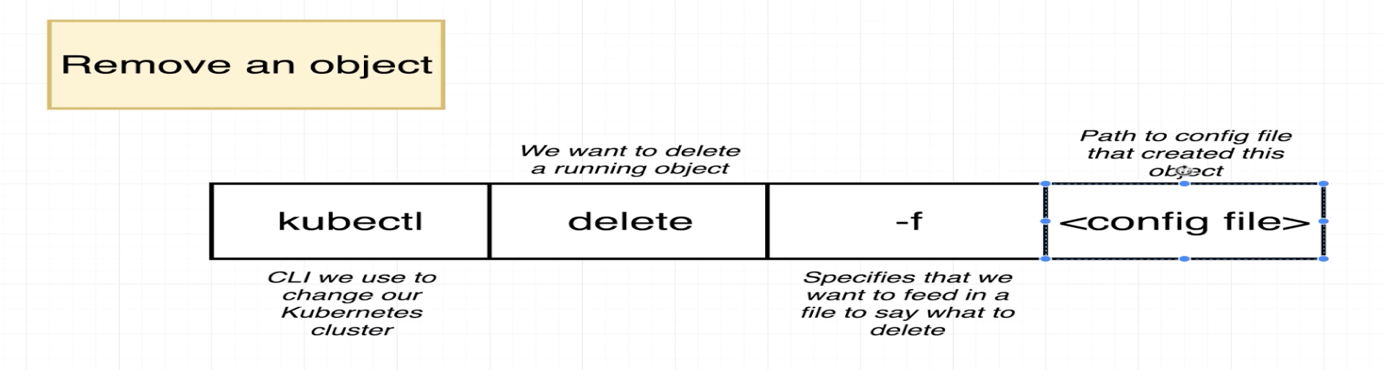 Remove an object
We want to delete
a running object
Path to config file
that created this
object
kubectl
delete
-f
<config file>
CLI we use to
change our
Kubernetes
cluster
Specifies that we
want to feed in a
file to say what to
delete